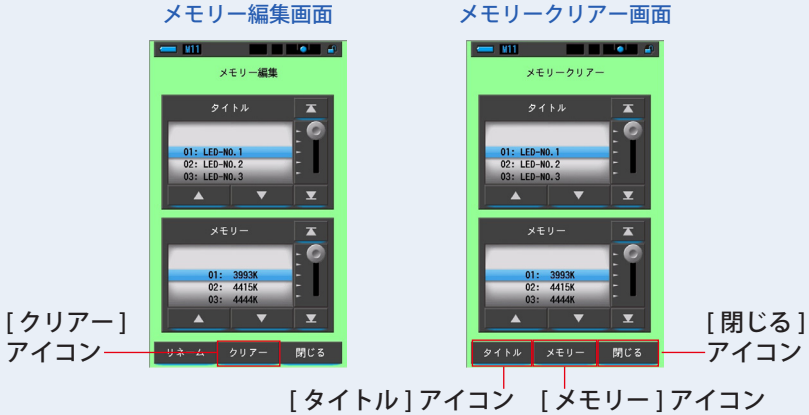 メモリー編集画面
M11
メモリー編集
タイトル
01: LED-NO.1
02: LED-NO.2
03: LED-NO.3
メモリー
01: 3993K
02: 4415K
03: 4444K
リネーム
クリアー
閉じる
[ クリアー ]
アイコン
メモリークリアー画面
M11
メモリークリアー
タイトル
01: LED-NO.1
02: LED-NO.2
03: LED-NO.3
メモリー
01: 3993K
02: 4415K
03: 4444K
タイトル
メモリー
閉じる
[ 閉じる ]
アイコン
[ タイトル ] アイコン
[ メモリー ] アイコン